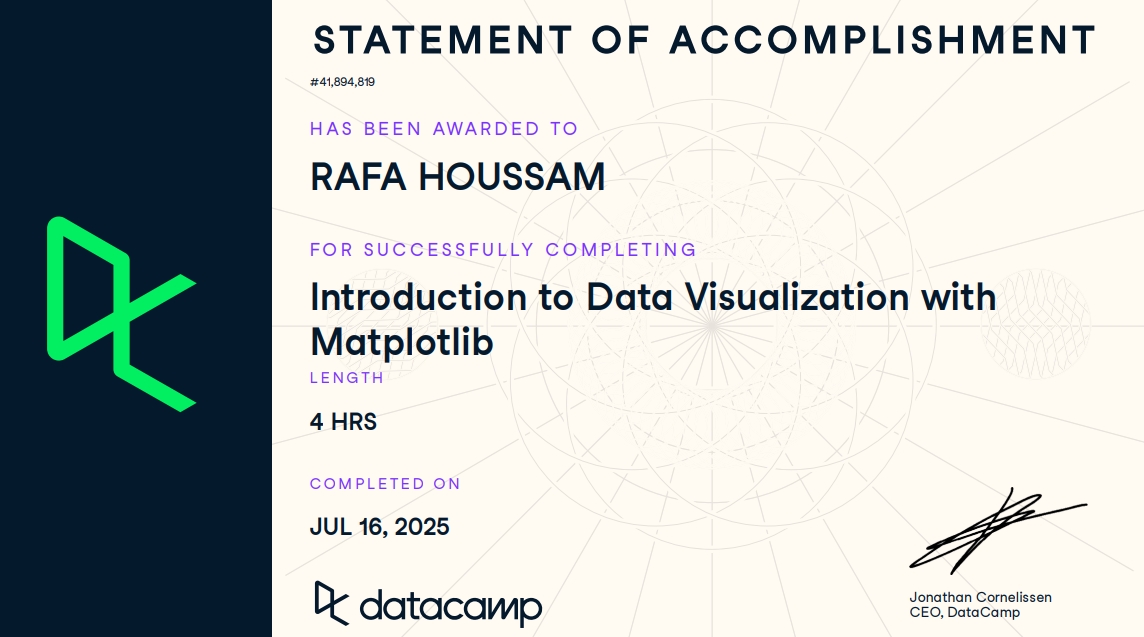 STATEMENT OF ACCOMPLISHMENT
#41,894,819
HAS BEEN AWARDED TO
RAFA HOUSSAM
FOR SUCCESSFULLY COMPLETING
Introduction to Data Visualization with
Matplotlib
LENGTH
4 HRS
COMPLETED ON
JUL 16, 2025
datacamp
Jonathan Cornelissen
CEO, DataCamp